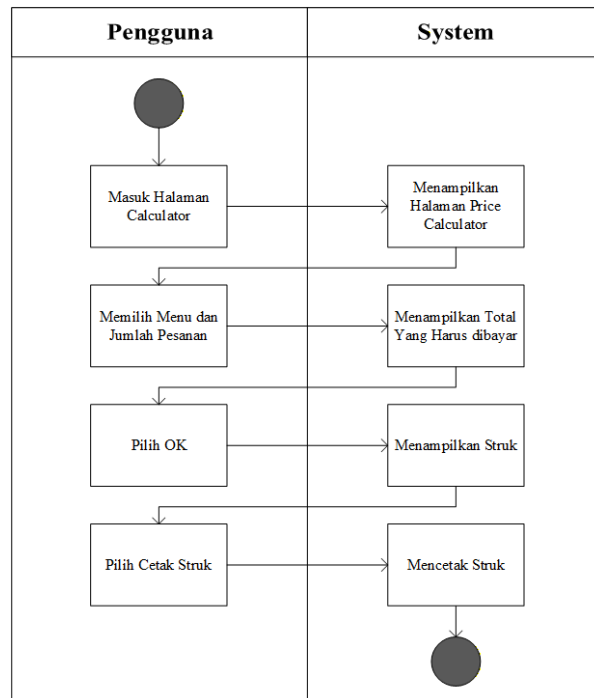 Pengguna
System
Masuk Halaman
Calculator
Menampilkan
Halaman Price
Calculator
Memilih Menu dan
Jumlah Pesanan
Menampilkan Total
Yang Harus dibayar
Pilih OK
Menampilkan Struk
Pilih Cetak Struk
Mencetak Struk